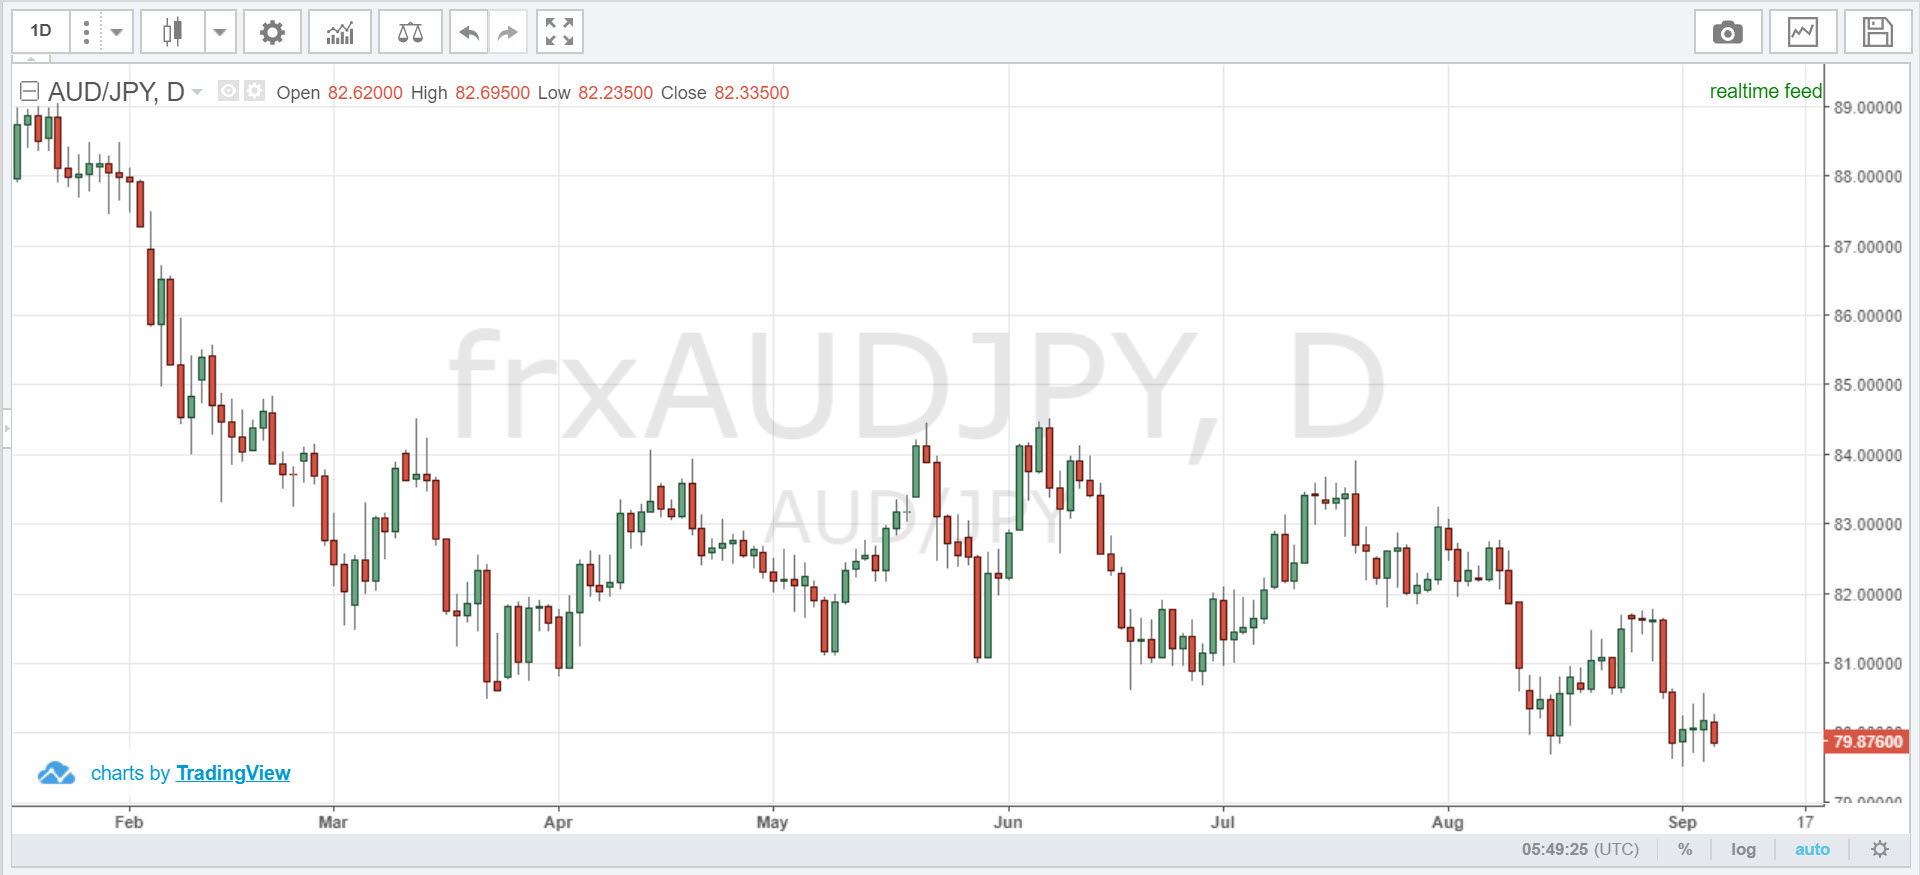 1D
AUD/JPY, D Open 82.62000 High 82.69500 Low 82.23500 Close 82.33500
realtime feed
89.00000
88.00000
87.00000
86.00000
85.00000
84.00000
83.00000
82.00000
81.00000
79.87600
79.00000
frxAUDJPY, D
AUD/JPY
charts by TradingView
Feb Mar Apr May Jun Jul Aug Sep 17
05:49:25 (UTC) % log auto